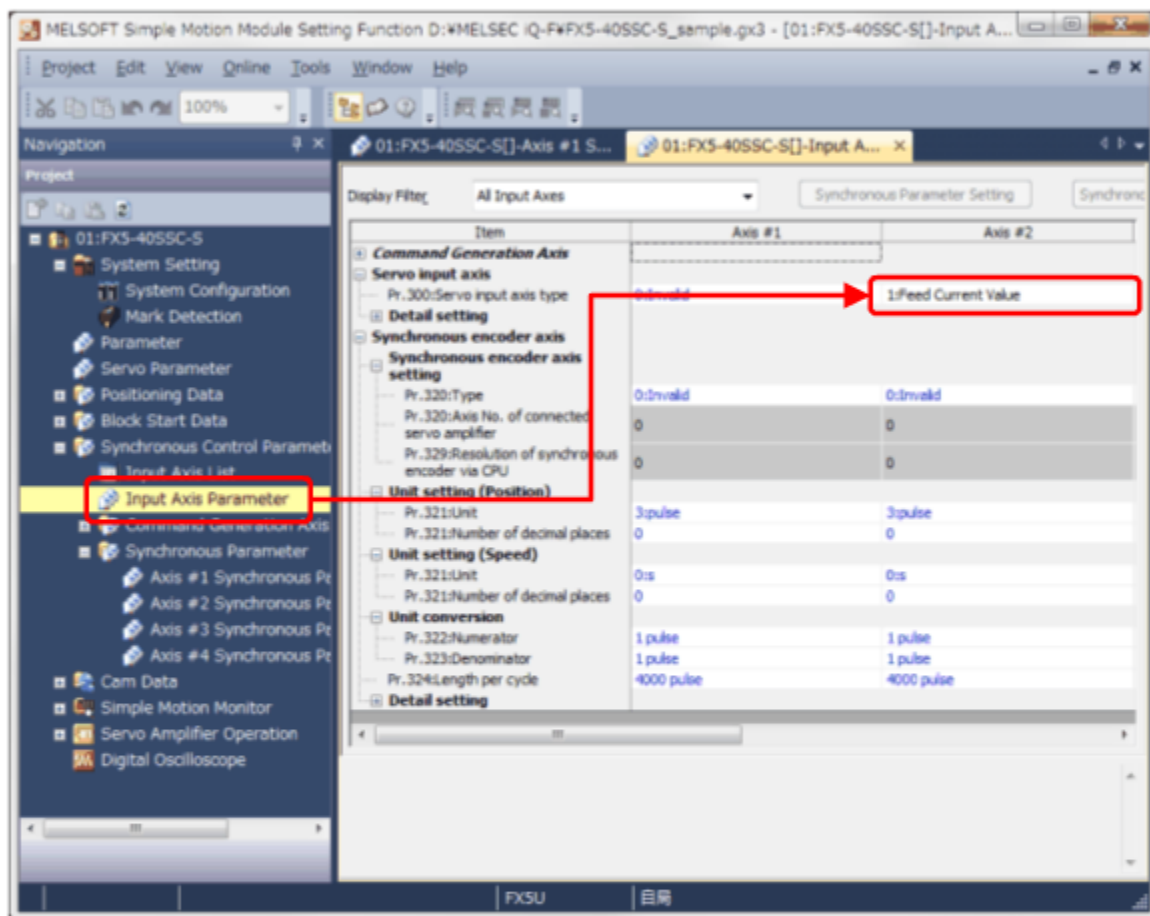 MELSOFT Simple Motion Module Setting Function D:¥MELSEC iQ-F¥FX5-40SSC-S_sample.gx3 - [01:FX5-40SSC-S[]-Input A...
Project Edit View Online Tools Window Help
100%
Navigation
01:FX5-40SSC-S[]-Axis #1 S...
01:FX5-40SSC-S[]-Input A...
Project
Display Filter
All Input Axes
Synchronous Parameter Setting
Synchrono
01:FX5-40SSC-S
System Setting
System Configuration
Mark Detection
Parameter
Servo Parameter
Positioning Data
Block Start Data
Synchronous Control Paramet
Input Axis List
Input Axis Parameter
Command Generation Axis
Synchronous Parameter
Axis #1 Synchronous Pa
Axis #2 Synchronous Pa
Axis #3 Synchronous Pa
Axis #4 Synchronous Pa
Cam Data
Simple Motion Monitor
Servo Amplifier Operation
Digital Oscilloscope
Item Axis #1 Axis #2
Command Generation Axis
Servo input axis
Pr.300:Servo input axis type 0:Invalid 1:Feed Current Value
Detail setting
Synchronous encoder axis
Synchronous encoder axis
setting
Pr.320:Type 0:Invalid 0:Invalid
Pr.320:Axis No. of connected
servo amplifier 0 0
Pr.329:Resolution of synchronous
encoder via CPU 0 0
Unit setting (Position)
Pr.321:Unit 3:pulse 3:pulse
Pr.321:Number of decimal places 0 0
Unit setting (Speed)
Pr.321:Unit 0:s 0:s
Pr.321:Number of decimal places 0 0
Unit conversion
Pr.322:Numerator 1 pulse 1 pulse
Pr.323:Denominator 1 pulse 1 pulse
Pr.324:Length per cycle 4000 pulse 4000 pulse
Detail setting
FX5U 自局